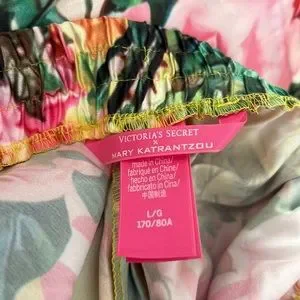 VICTORIA'S SECRET
X
MARY KATRANTZOU
made in China/
fabriqué en Chine/
hecho en China/
fabbricato in Cina/
中国制造
L/G
170/80A